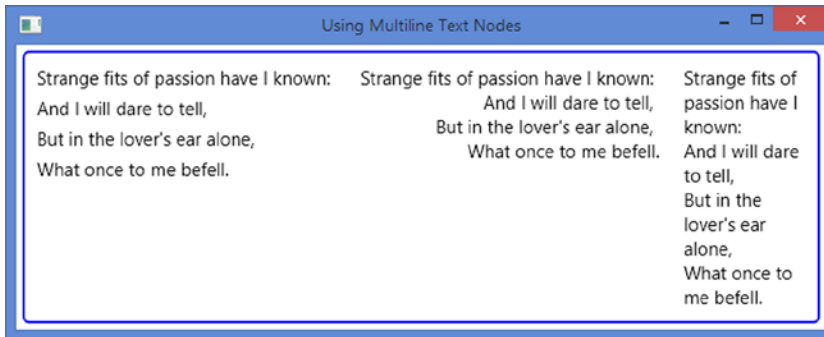 Using Multiline Text Nodes
Strange fits of passion have I known:
And I will dare to tell,
But in the lover's ear alone,
What once to me befell.
Strange fits of passion have I known:
And I will dare to tell,
But in the lover's ear alone,
What once to me befell.
Strange fits of
passion have I
known:
And I will dare
to tell,
But in the
lover's ear
alone,
What once to
me befell.